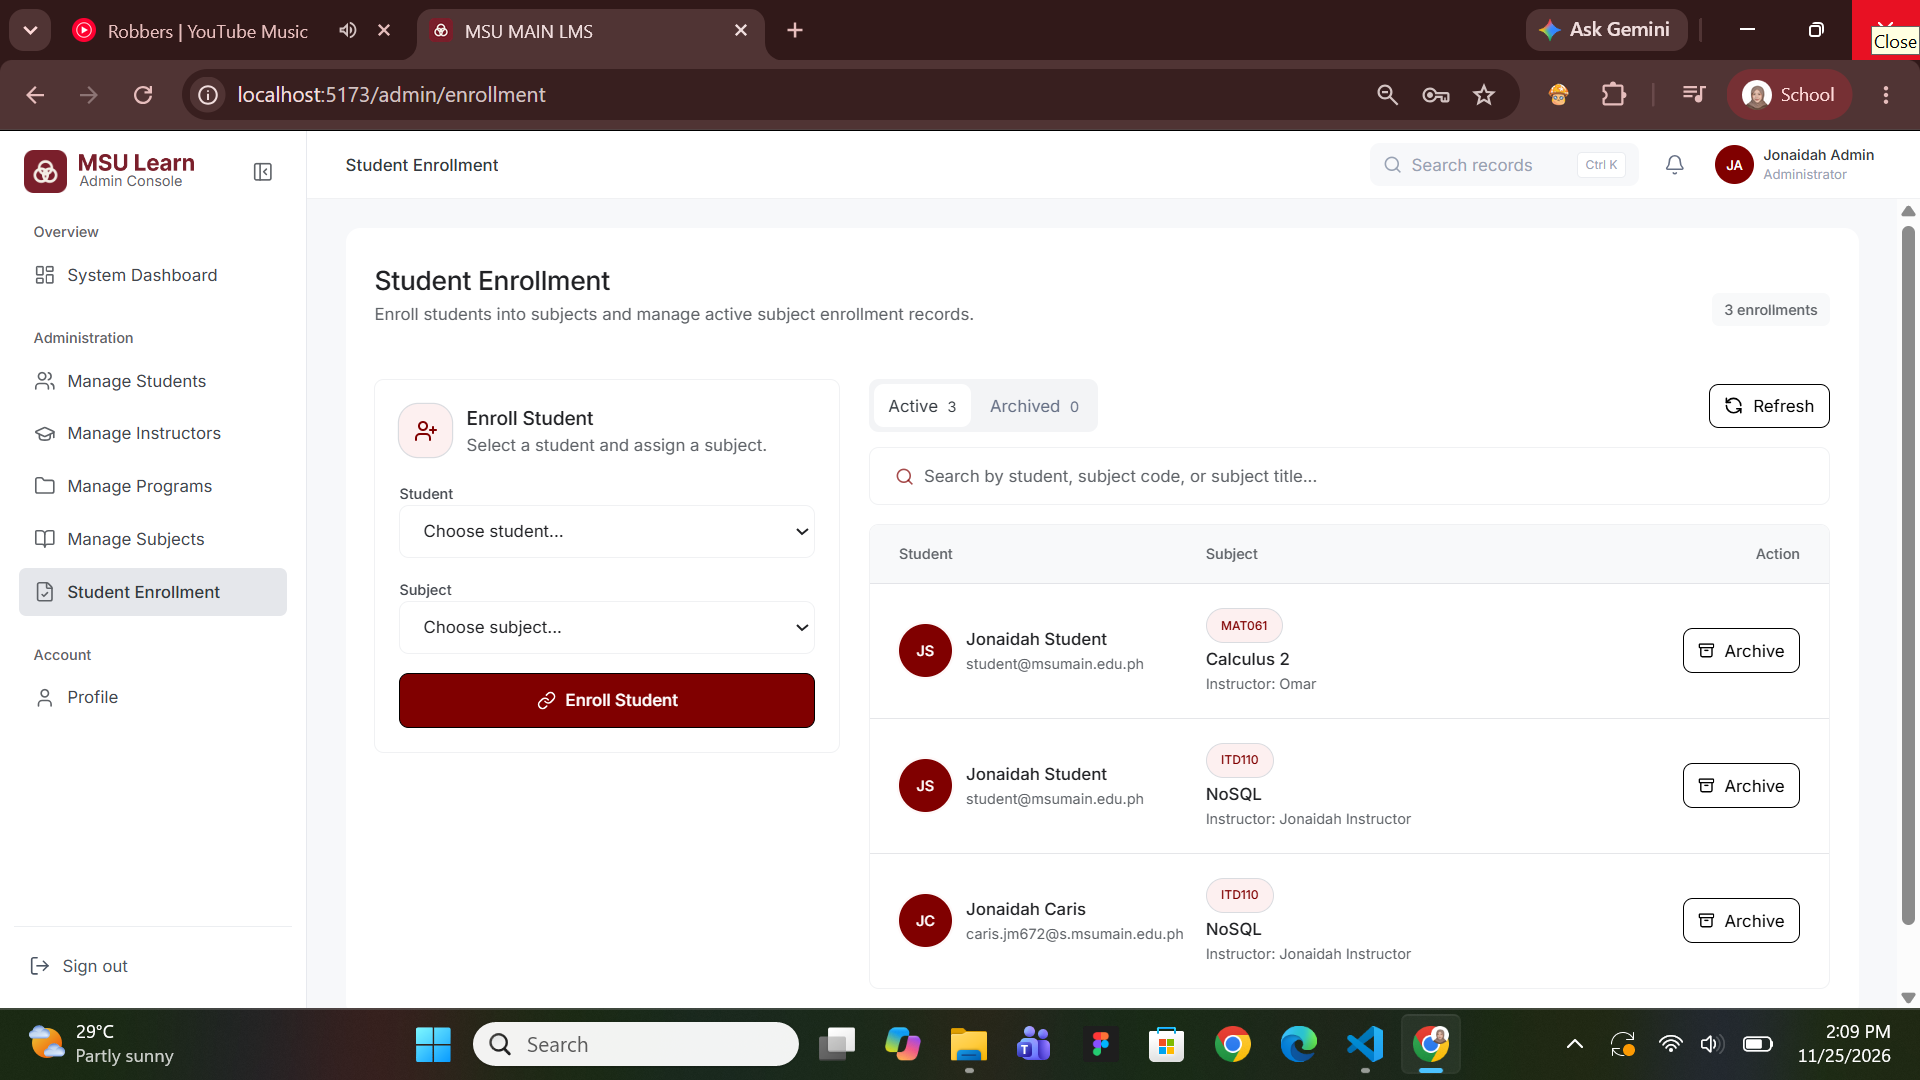 Robbers | YouTube Music
MSU MAIN LMS
Ask Gemini
Close
localhost:5173/admin/enrollment
School
MSU Learn
Admin Console
Student Enrollment
Search records
Ctrl K
JA
Jonaidah Admin
Administrator
Overview
System Dashboard
Administration
Manage Students
Manage Instructors
Manage Programs
Manage Subjects
Student Enrollment
Account
Profile
Sign out
Student Enrollment
Enroll students into subjects and manage active subject enrollment records.
3 enrollments
Enroll Student
Select a student and assign a subject.
Student
Choose student...
Subject
Choose subject...
Enroll Student
Active 3
Archived 0
Refresh
Search by student, subject code, or subject title...
Student
Subject
Action
JS
Jonaidah Student
student@msumain.edu.ph
MAT061
Calculus 2
Instructor: Omar
Archive
JS
Jonaidah Student
student@msumain.edu.ph
ITD110
NoSQL
Instructor: Jonaidah Instructor
Archive
JC
Jonaidah Caris
caris.jm672@s.msumain.edu.ph
ITD110
NoSQL
Instructor: Jonaidah Instructor
Archive
29°C
Partly sunny
Search
2:09 PM
11/25/2026